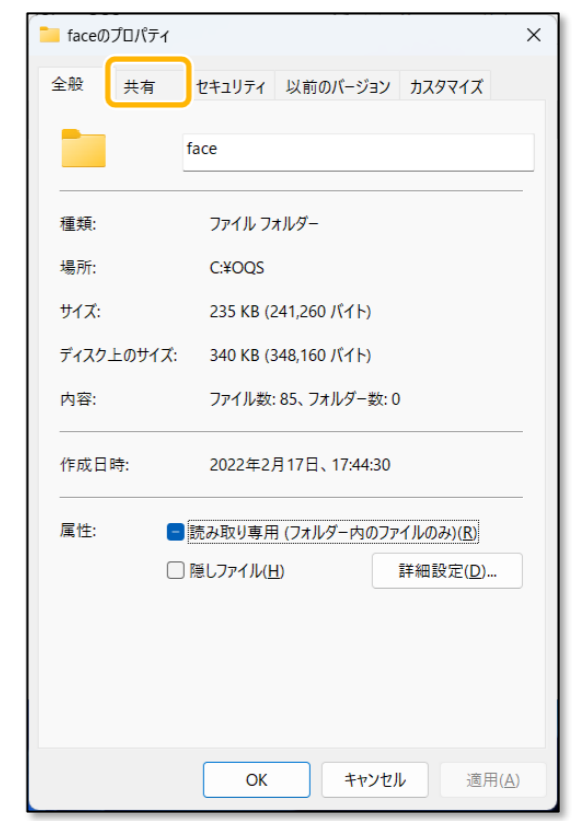 faceのプロパティ
全般 共有 セキュリティ 以前のバージョン カスタマイズ
face
種類: ファイル フォルダー
場所: C:¥OQS
サイズ: 235 KB (241,260 バイト)
ディスク上のサイズ: 340 KB (348,160 バイト)
内容: ファイル数: 85、フォルダー数: 0
作成日時: 2022年2月17日、17:44:30
属性: 読み取り専用 (フォルダー内のファイルのみ)(R)
隠しファイル(H) 詳細設定(D)...
OK キャンセル 適用(A)